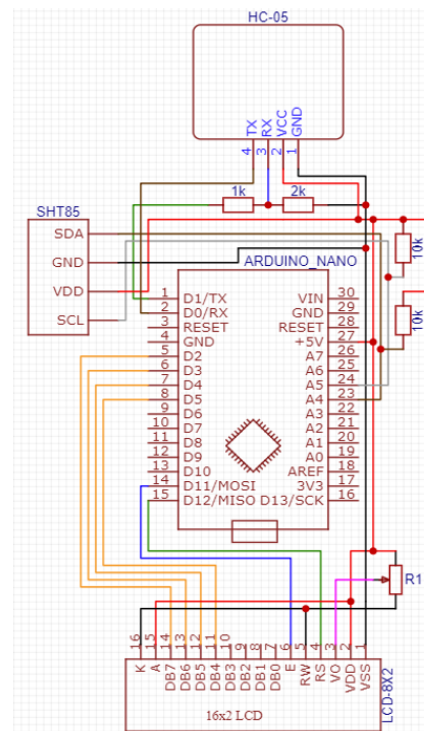 HC-05
TX RX VCC GND
4 3 2 1
1k 2k
SHT85
SDA
GND
VDD
SCL
10k
10k
ARDUINO_NANO
1 D1/TX VIN 30
2 D0/RX GND 29
3 RESET RESET 28
4 GND +5V 27
5 D2 A7 26
6 D3 A6 25
7 D4 A5 24
8 D5 A4 23
9 D6 A3 22
10 D7 A2 21
11 D8 A1 20
12 D9 A0 19
13 D10 AREF 18
14 D11/MOSI 3V3 17
15 D12/MISO D13/SCK 16
R1
16 15 14 13 12 11 10 9 8 7 6 5 4 3 2 1
K A DB7 DB6 DB5 DB4 DB3 DB2 DB1 DB0 E RW RS VO VDD VSS
16x2 LCD
LCD-8X2